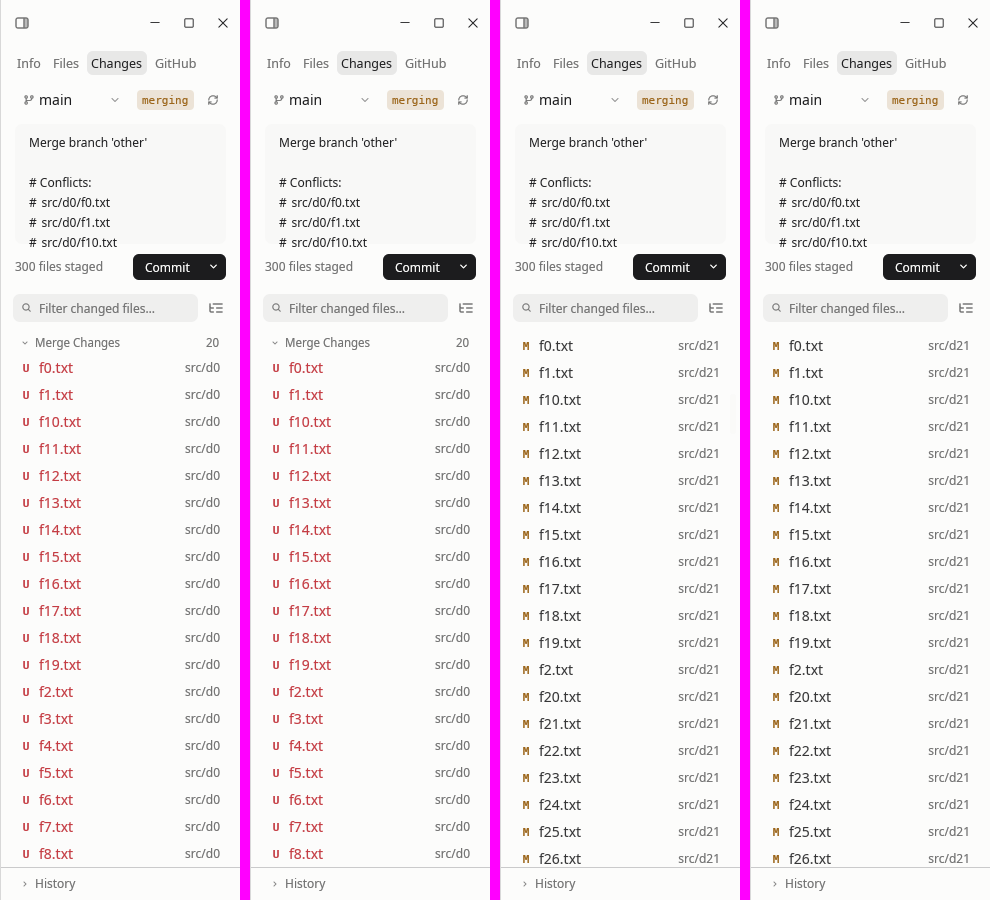 Info Files Changes GitHub
main merging
Merge branch 'other'
# Conflicts:
# src/d0/f0.txt
# src/d0/f1.txt
# src/d0/f10.txt
300 files staged Commit
Filter changed files...
Merge Changes 20
U f0.txt src/d0
U f1.txt src/d0
U f10.txt src/d0
U f11.txt src/d0
U f12.txt src/d0
U f13.txt src/d0
U f14.txt src/d0
U f15.txt src/d0
U f16.txt src/d0
U f17.txt src/d0
U f18.txt src/d0
U f19.txt src/d0
U f2.txt src/d0
U f3.txt src/d0
U f4.txt src/d0
U f5.txt src/d0
U f6.txt src/d0
U f7.txt src/d0
U f8.txt src/d0
History
Info Files Changes GitHub
main merging
Merge branch 'other'
# Conflicts:
# src/d0/f0.txt
# src/d0/f1.txt
# src/d0/f10.txt
300 files staged Commit
Filter changed files...
Merge Changes 20
U f0.txt src/d0
U f1.txt src/d0
U f10.txt src/d0
U f11.txt src/d0
U f12.txt src/d0
U f13.txt src/d0
U f14.txt src/d0
U f15.txt src/d0
U f16.txt src/d0
U f17.txt src/d0
U f18.txt src/d0
U f19.txt src/d0
U f2.txt src/d0
U f3.txt src/d0
U f4.txt src/d0
U f5.txt src/d0
U f6.txt src/d0
U f7.txt src/d0
U f8.txt src/d0
History
Info Files Changes GitHub
main merging
Merge branch 'other'
# Conflicts:
# src/d0/f0.txt
# src/d0/f1.txt
# src/d0/f10.txt
300 files staged Commit
Filter changed files...
M f0.txt src/d21
M f1.txt src/d21
M f10.txt src/d21
M f11.txt src/d21
M f12.txt src/d21
M f13.txt src/d21
M f14.txt src/d21
M f15.txt src/d21
M f16.txt src/d21
M f17.txt src/d21
M f18.txt src/d21
M f19.txt src/d21
M f2.txt src/d21
M f20.txt src/d21
M f21.txt src/d21
M f22.txt src/d21
M f23.txt src/d21
M f24.txt src/d21
M f25.txt src/d21
M f26.txt src/d21
History
Info Files Changes GitHub
main merging
Merge branch 'other'
# Conflicts:
# src/d0/f0.txt
# src/d0/f1.txt
# src/d0/f10.txt
300 files staged Commit
Filter changed files...
M f0.txt src/d21
M f1.txt src/d21
M f10.txt src/d21
M f11.txt src/d21
M f12.txt src/d21
M f13.txt src/d21
M f14.txt src/d21
M f15.txt src/d21
M f16.txt src/d21
M f17.txt src/d21
M f18.txt src/d21
M f19.txt src/d21
M f2.txt src/d21
M f20.txt src/d21
M f21.txt src/d21
M f22.txt src/d21
M f23.txt src/d21
M f24.txt src/d21
M f25.txt src/d21
M f26.txt src/d21
History